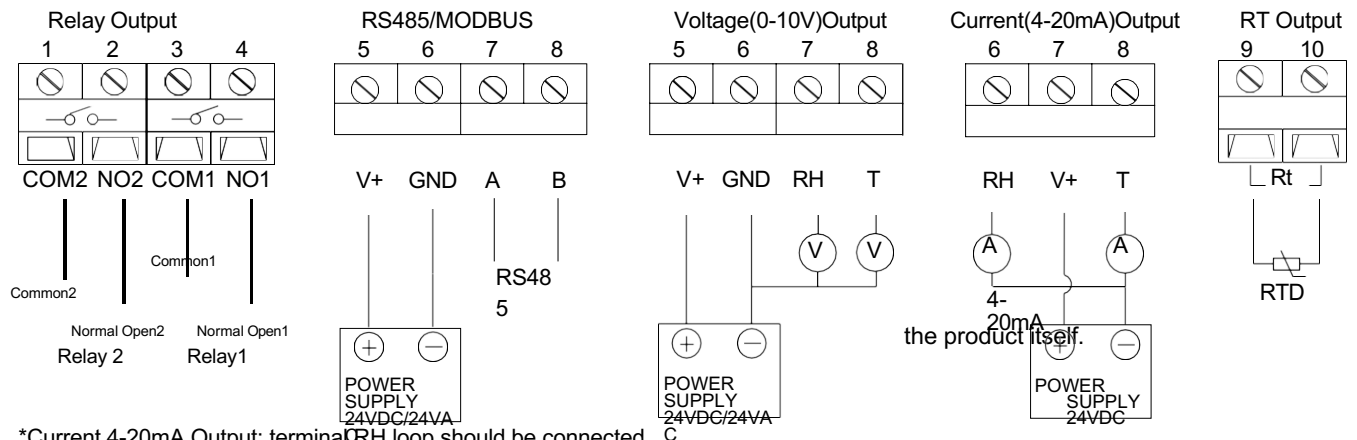 Relay Output RS485/MODBUS Voltage(0-10V)Output Current(4-20mA)Output RT Output
1 2 3 4 5 6 7 8 5 6 7 8 6 7 8 9 10
COM2 NO2 COM1 NO1 V+ GND A B V+ GND RH T RH V+ T Rt
Common1
V V A A
Common2
RS48
5
4-
20mA
RTD
Normal Open2 Normal Open1
the product itself.
Relay 2 Relay1
+ − + − + −
POWER
SUPPLY
24VDC/24VA
C
POWER
SUPPLY
24VDC/24VA
C
POWER
SUPPLY
24VDC
*Current 4-20mA Output: terminal RH loop should be connected